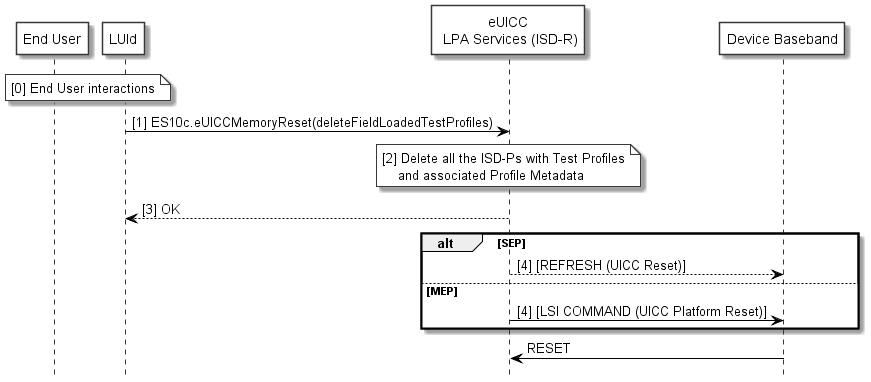 End User
LUId
eUICC
LPA Services (ISD-R)
Device Baseband
[0] End User interactions
[1] ES10c.eUICCMemoryReset(deleteFieldLoadedTestProfiles)
[2] Delete all the ISD-Ps with Test Profiles
and associated Profile Metadata
[3] OK
alt [SEP]
[4] [REFRESH (UICC Reset)]
[MEP]
[4] [LSI COMMAND (UICC Platform Reset)]
RESET